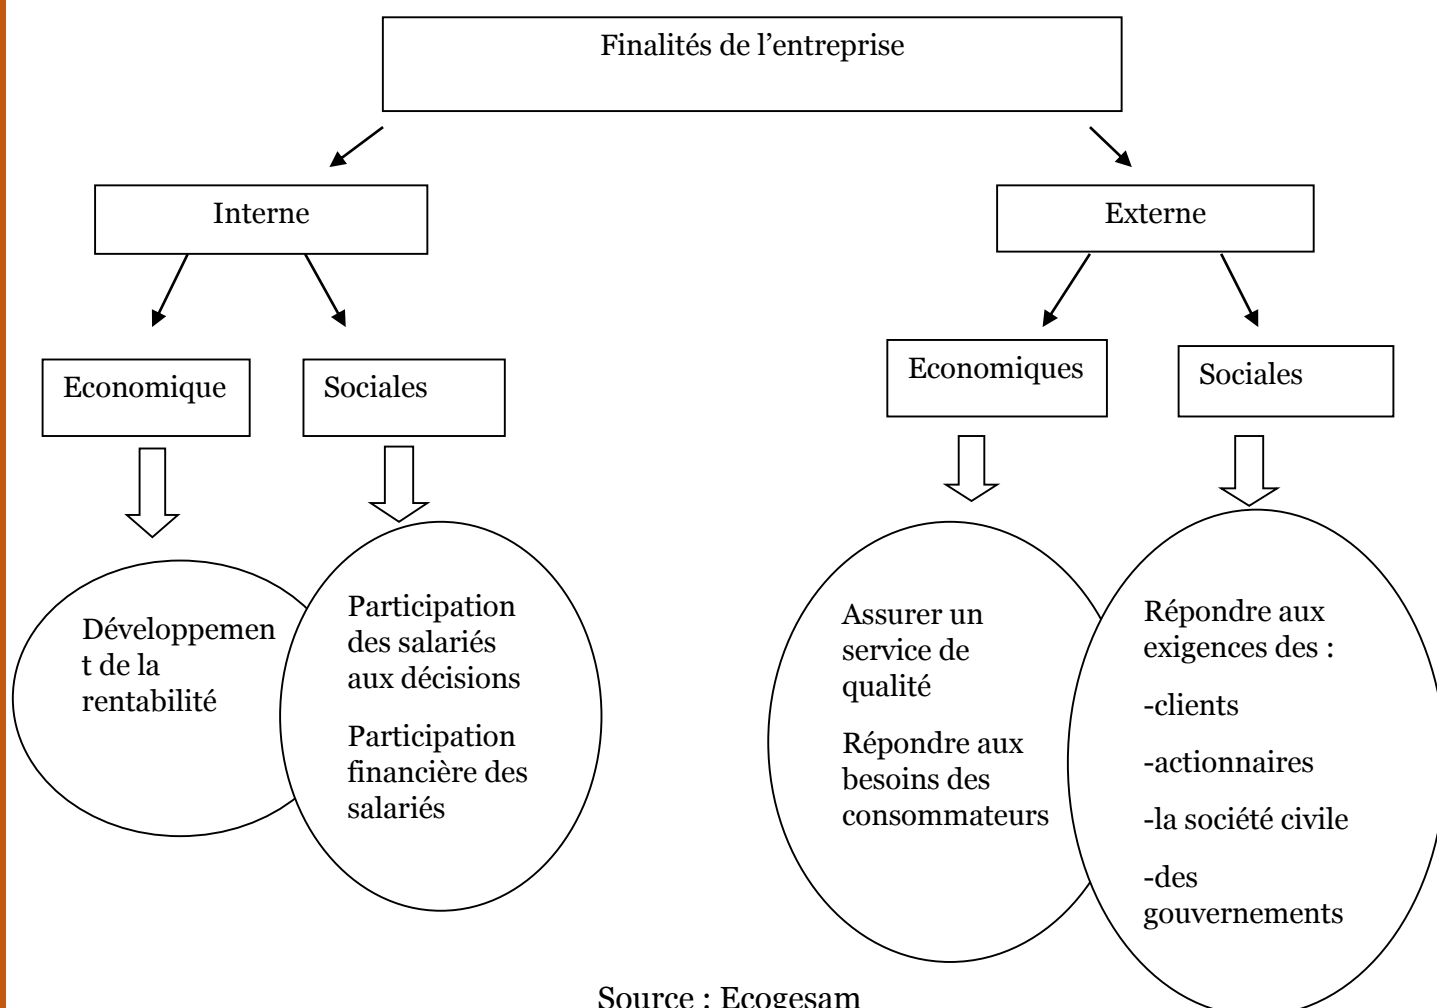 Finalités de l’entreprise
Interne
Externe
Economique
Sociales
Economiques
Sociales
Développemen
t de la
rentabilité
Participation
des salariés
aux décisions
Participation
financière des
salariés
Assurer un
service de
qualité
Répondre aux
besoins des
consommateurs
Répondre aux
exigences des :
-clients
-actionnaires
-la société civile
-des
gouvernements
Source : Ecogesam